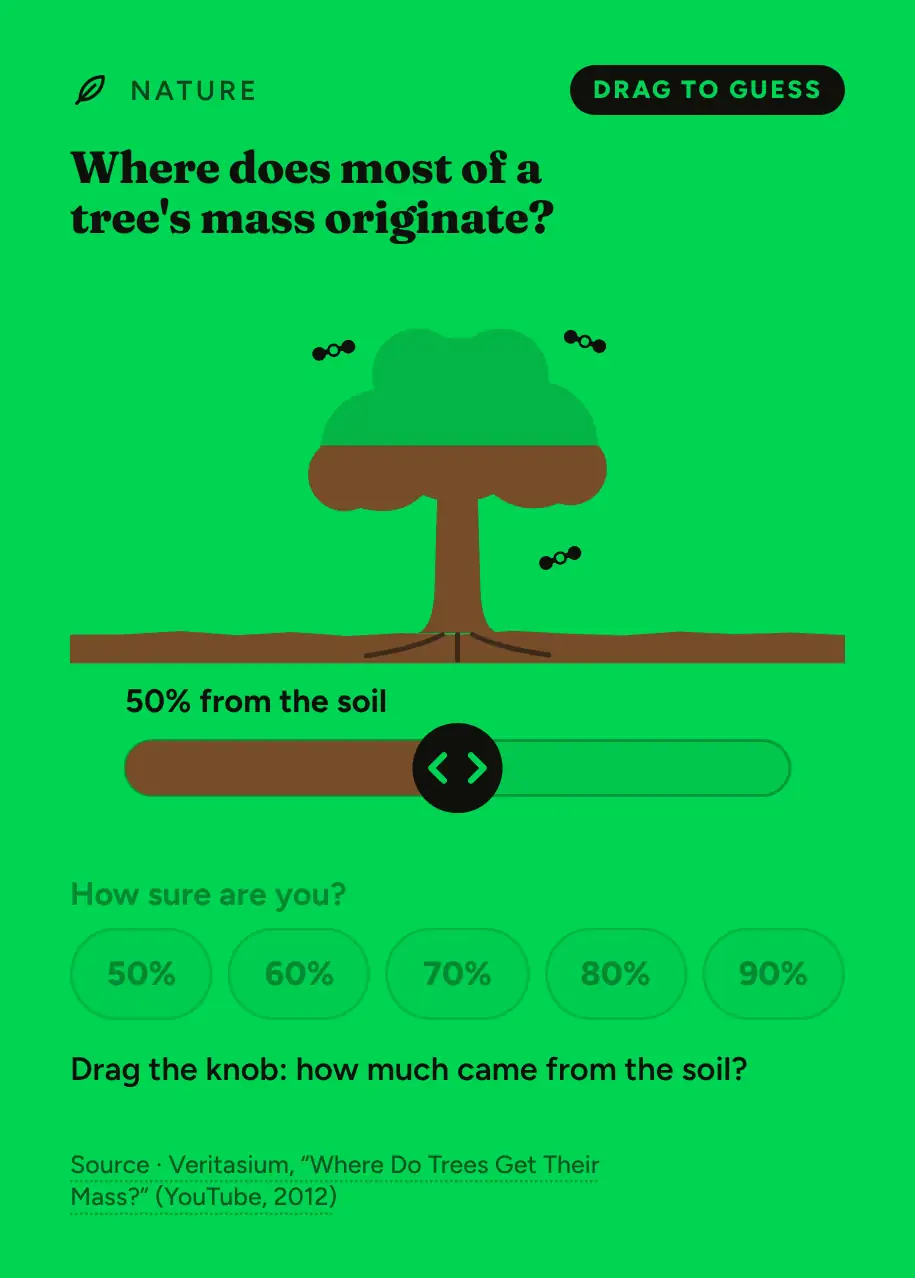 NATURE
DRAG TO GUESS
Where does most of a
tree's mass originate?
50% from the soil
How sure are you?
50%
60%
70%
80%
90%
Drag the knob: how much came from the soil?
Source · Veritasium, “Where Do Trees Get Their
Mass?” (YouTube, 2012)